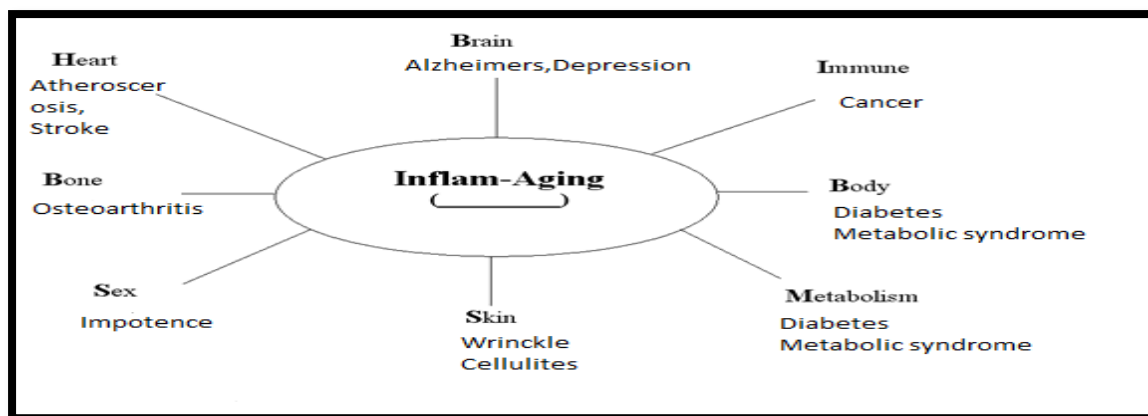 Heart
Atheroscer
osis,
Stroke
Brain
Alzheimers,Depression
Immune
Cancer
Inflam-Aging
Bone
Osteoarthritis
Body
Diabetes
Metabolic syndrome
Sex
Impotence
Skin
Wrinckle
Cellulites
Metabolism
Diabetes
Metabolic syndrome